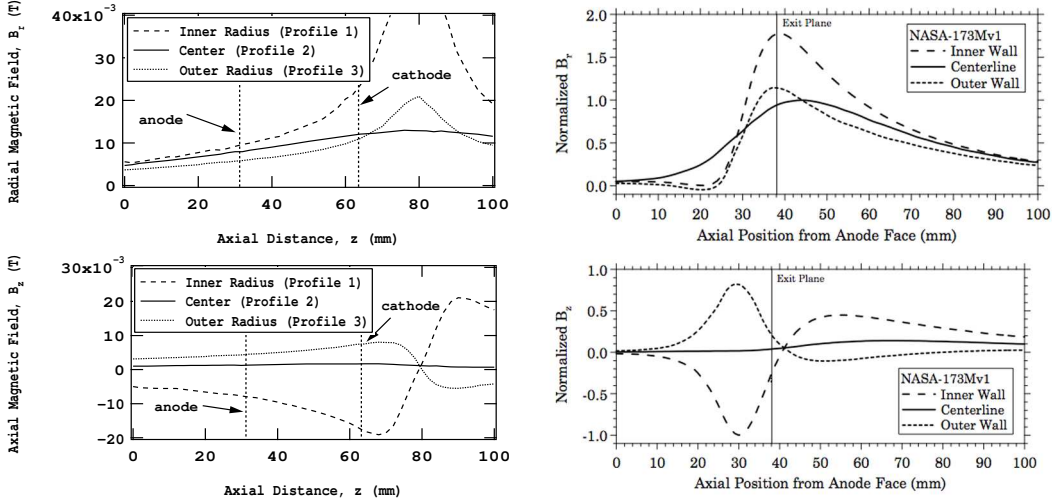 40x10⁻³
30
20
10
0
Radial Magnetic Field, B_r (T)
Inner Radius (Profile 1)
Center (Profile 2)
Outer Radius (Profile 3)
cathode
anode
0 20 40 60 80 100
Axial Distance, z (mm)
2.0
1.5
1.0
0.5
0.0
Normalized B_r
Exit Plane
NASA-173Mv1
Inner Wall
Centerline
Outer Wall
0 10 20 30 40 50 60 70 80 90 100
Axial Position from Anode Face (mm)
30x10⁻³
20
10
0
-10
-20
Axial Magnetic Field, B_z (T)
Inner Radius (Profile 1)
Center (Profile 2)
Outer Radius (Profile 3)
cathode
anode
0 20 40 60 80 100
Axial Distance, z (mm)
1.0
0.5
0.0
-0.5
-1.0
Normalized B_z
Exit Plane
NASA-173Mv1
Inner Wall
Centerline
Outer Wall
0 10 20 30 40 50 60 70 80 90 100
Axial Position from Anode Face (mm)